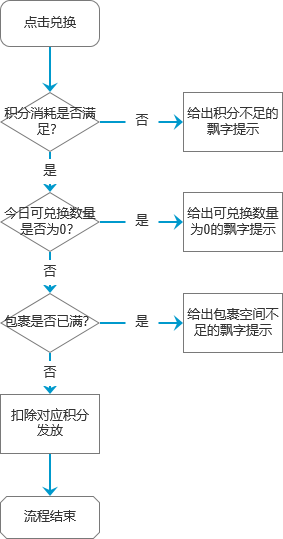 点击兑换
积分消耗是否满
足?
否
给出积分不足的
飘字提示
是
今日可兑换数量
是否为0?
是
给出可兑换数量
为0的飘字提示
否
包裹是否已满?
是
给出包裹空间不
足的飘字提示
否
扣除对应积分
发放
流程结束